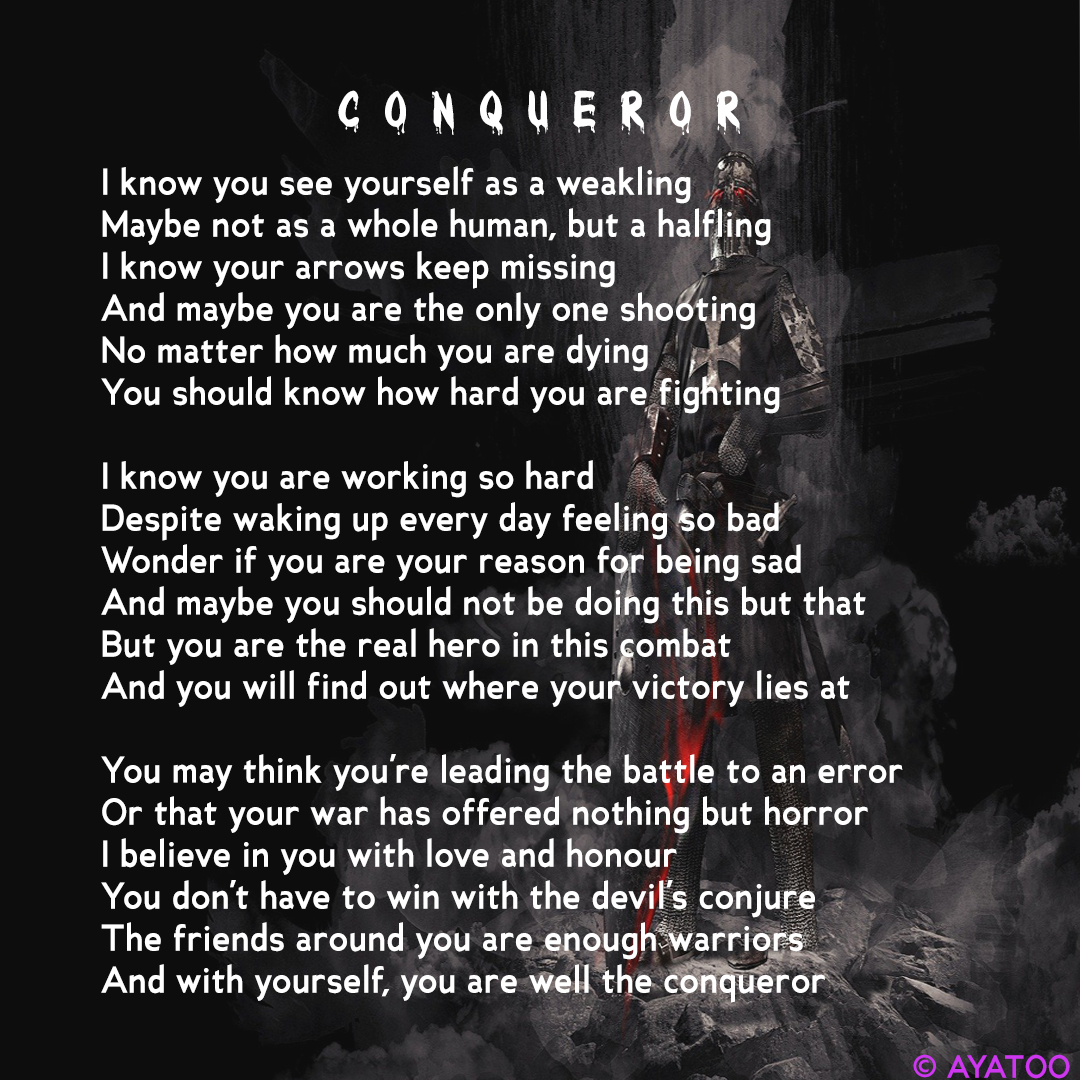 CONQUEROR
I know you see yourself as a weakling
Maybe not as a whole human, but a halfling
I know your arrows keep missing
And maybe you are the only one shooting
No matter how much you are dying
You should know how hard you are fighting
I know you are working so hard
Despite waking up every day feeling so bad
Wonder if you are your reason for being sad
And maybe you should not be doing this but that
But you are the real hero in this combat
And you will find out where your victory lies at
You may think you're leading the battle to an error
Or that your war has offered nothing but horror
I believe in you with love and honour
You don't have to win with the devil's conjure
The friends around you are enough warriors
And with yourself, you are well the conqueror
© AYATOO